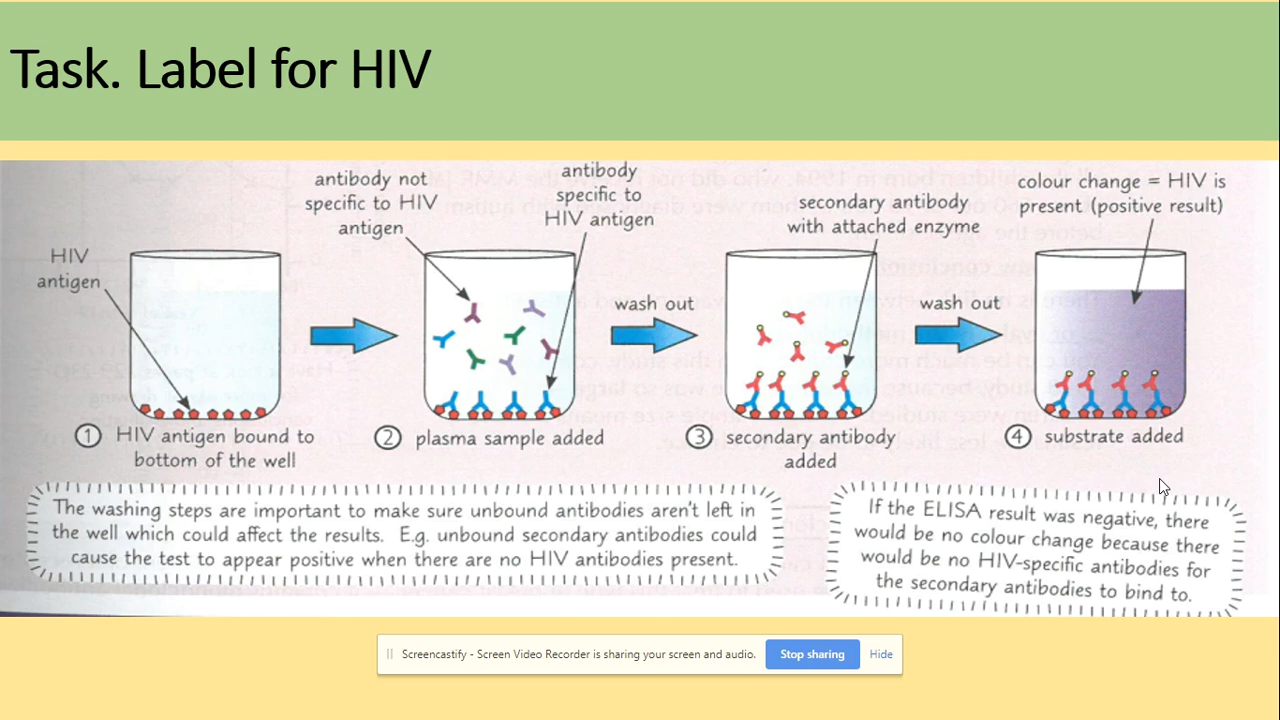 Task. Label for HIV
antibody not
specific to HIV
antigen
antibody
specific to
HIV antigen
secondary antibody
with attached enzyme
colour change = HIV is
present (positive result)
HIV
antigen
wash out
wash out
1 HIV antigen bound to
bottom of the well
2 plasma sample added
3 secondary antibody
added
4 substrate added
The washing steps are important to make sure unbound antibodies aren't left in
the well which could affect the results. E.g. unbound secondary antibodies could
cause the test to appear positive when there are no HIV antibodies present.
If the ELISA result was negative, there
would be no colour change because there
would be no HIV-specific antibodies for
the secondary antibodies to bind to.
Screencastify - Screen Video Recorder is sharing your screen and audio.
Stop sharing
Hide